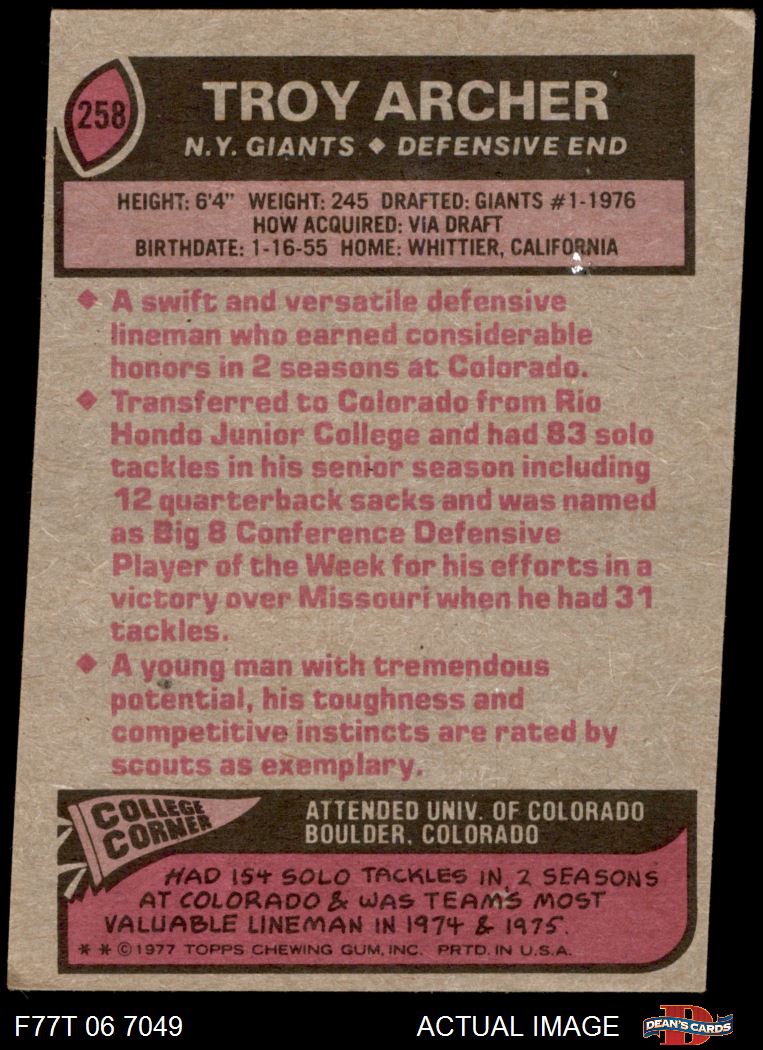 258
TROY ARCHER
N.Y. GIANTS ◆ DEFENSIVE END
HEIGHT: 6'4" WEIGHT: 245 DRAFTED: GIANTS #1-1976
HOW ACQUIRED: VIA DRAFT
BIRTHDATE: 1-16-55 HOME: WHITTIER, CALIFORNIA
◆ A swift and versatile defensive
lineman who earned considerable
honors in 2 seasons at Colorado.
◆ Transferred to Colorado from Rio
Hondo Junior College and had 83 solo
tackles in his senior season including
12 quarterback sacks and was named
as Big 8 Conference Defensive
Player of the Week for his efforts in a
victory over Missouri when he had 31
tackles.
◆ A young man with tremendous
potential, his toughness and
competitive instincts are rated by
scouts as exemplary.
COLLEGE
CORNER
ATTENDED UNIV. OF COLORADO
BOULDER, COLORADO
HAD 154 SOLO TACKLES IN 2 SEASONS
AT COLORADO & WAS TEAM'S MOST
VALUABLE LINEMAN IN 1974 & 1975.
* * ©1977 TOPPS CHEWING GUM, INC. PRTD. IN U.S.A.
F77T 06 7049
ACTUAL IMAGE
D
DEAN'S CARDS